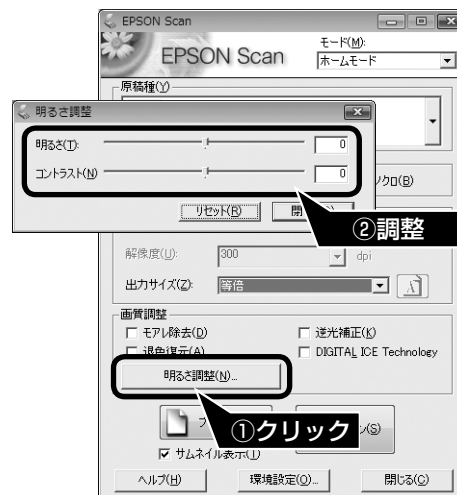 EPSON Scan
EPSON Scan
モード(M):
ホームモード
原稿種(Y)
明るさ調整
明るさ(T):
0
コントラスト(N)
0
リセット(R)
②調整
解像度(U):
300
dpi
出力サイズ(Z):
等倍
画質調整
モアレ除去(D)
逆光補正(K)
退色復元(A)
DIGITAL ICE Technology
明るさ調整(N)...
①クリック
サムネイル表示(T)
ヘルプ(H)
環境設定(O)...
閉じる(C)